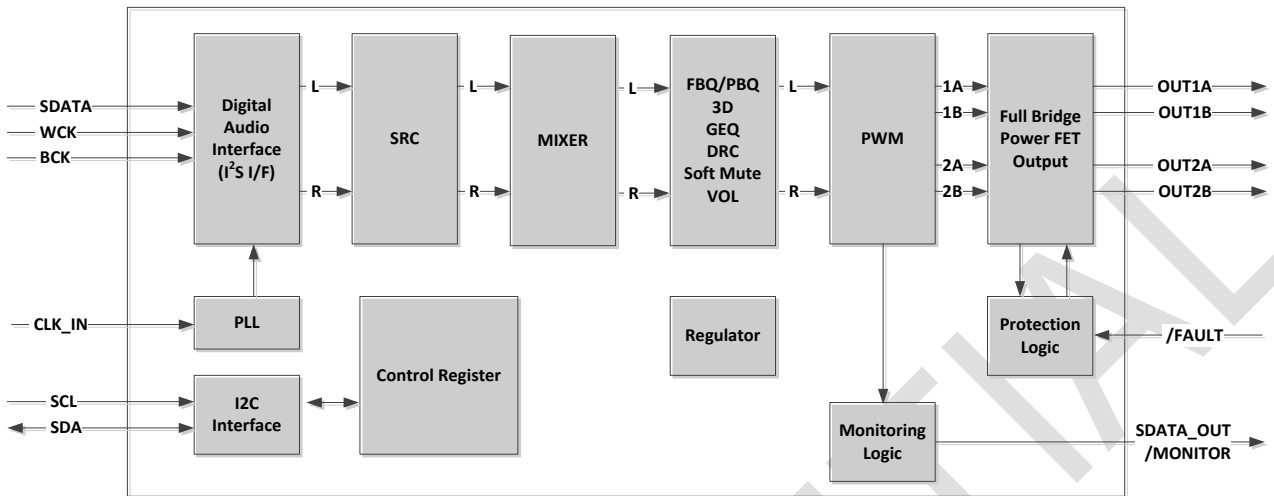 SDATA
WCK
BCK
Digital
Audio
Interface
(I²S I/F)
L
R
SRC
L
R
MIXER
L
R
FBQ/PBQ
3D
GEQ
DRC
Soft Mute
VOL
L
R
PWM
1A
1B
2A
2B
Full Bridge
Power FET
Output
OUT1A
OUT1B
OUT2A
OUT2B
CLK_IN
PLL
Control Register
Regulator
Protection
Logic
/FAULT
SCL
SDA
I2C
Interface
Monitoring
Logic
SDATA_OUT
/MONITOR
TIAL